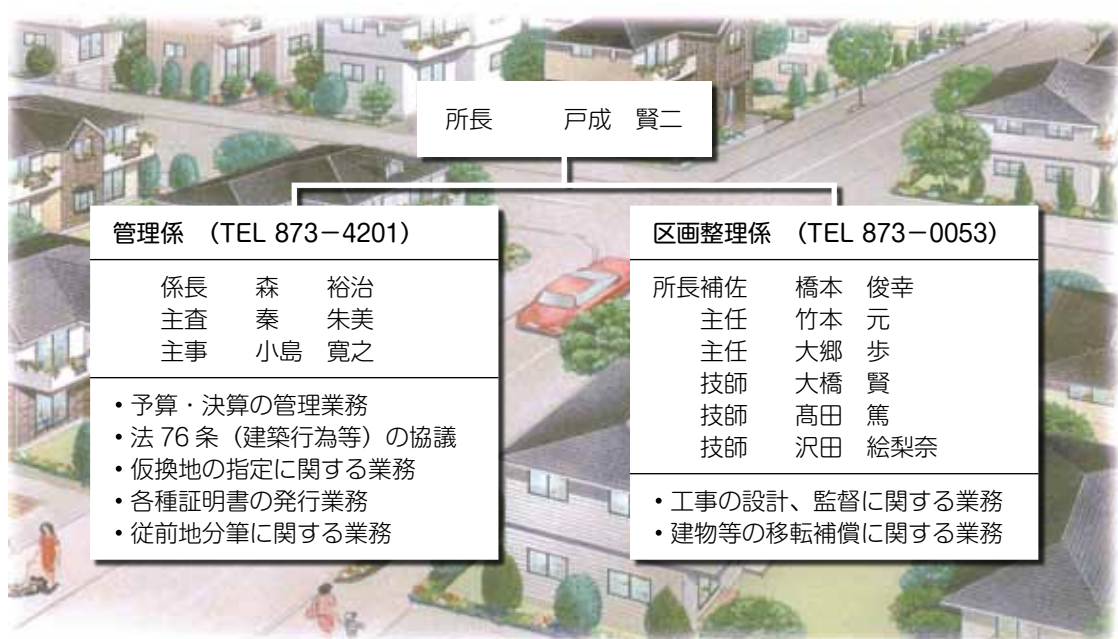 所長　戸成　賢二
管理係　（TEL 873－4201）
係長　森　裕治
主査　秦　朱美
主事　小島　寛之
・予算・決算の管理業務
・法 76 条（建築行為等）の協議
・仮換地の指定に関する業務
・各種証明書の発行業務
・従前地分筆に関する業務
区画整理係　（TEL 873－0053）
所長補佐　橋本　俊幸
主任　竹本　元
主任　大郷　歩
技師　大橋　賢
技師　髙田　篤
技師　沢田　絵梨奈
・工事の設計、監督に関する業務
・建物等の移転補償に関する業務